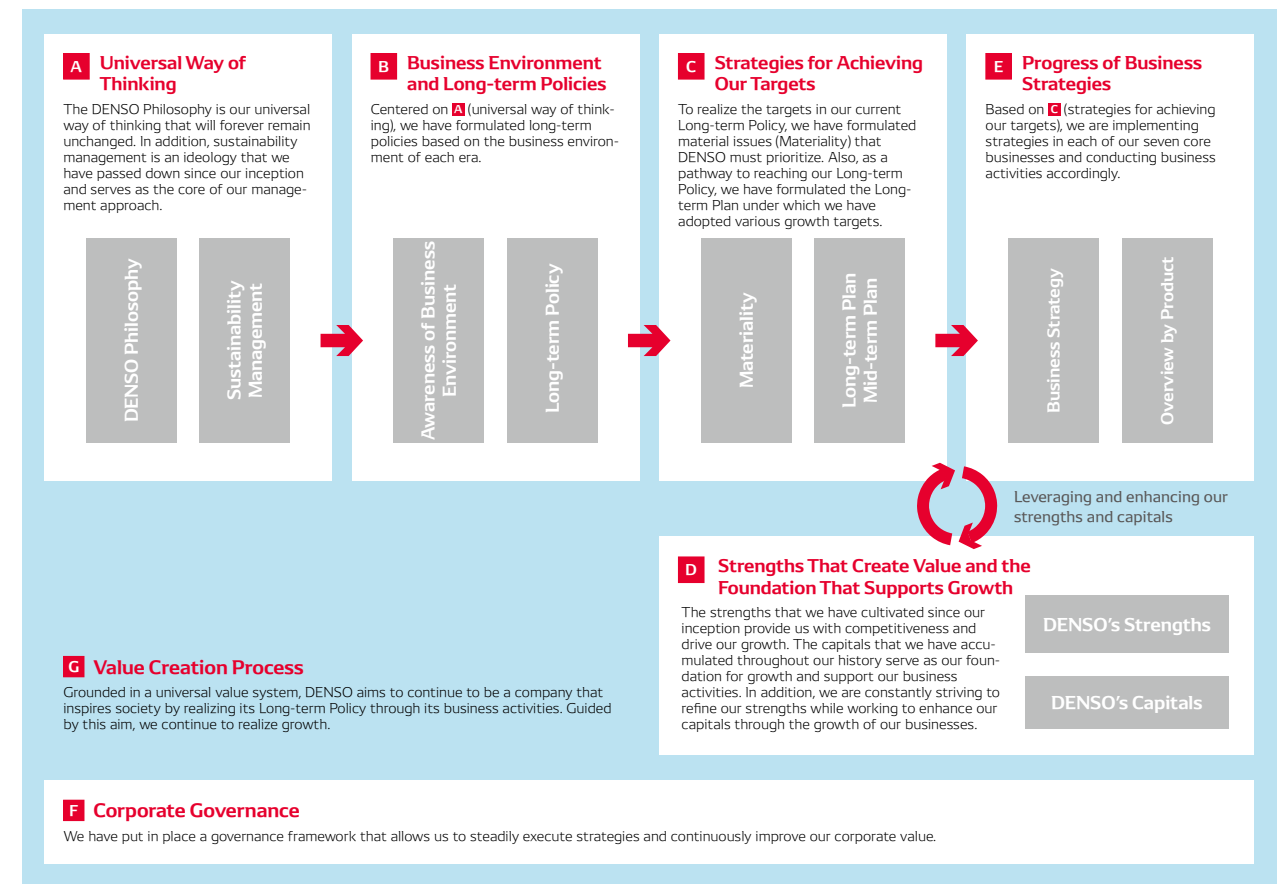 A Universal Way of
Thinking
The DENSO Philosophy is our universal
way of thinking that will forever remain
unchanged. In addition, sustainability
management is an ideology that we
have passed down since our inception
and serves as the core of our manage-
ment approach.
DENSO Philosophy
Sustainability
Management
B Business Environment
and Long-term Policies
Centered on A (universal way of think-
ing), we have formulated long-term
policies based on the business environ-
ment of each era.
Awareness of Business
Environment
Long-term Policy
C Strategies for Achieving
Our Targets
To realize the targets in our current
Long-term Policy, we have formulated
material issues (Materiality) that
DENSO must prioritize. Also, as a
pathway to reaching our Long-term
Policy, we have formulated the Long-
term Plan under which we have
adopted various growth targets.
Materiality
Long-term Plan
Mid-term Plan
E Progress of Business
Strategies
Based on C (strategies for achieving
our targets), we are implementing
strategies in each of our seven core
businesses and conducting business
activities accordingly.
Business Strategy
Overview by Product
Leveraging and enhancing our
strengths and capitals
D Strengths That Create Value and the
Foundation That Supports Growth
The strengths that we have cultivated since our
inception provide us with competitiveness and
drive our growth. The capitals that we have accu-
mulated throughout our history serve as our foun-
dation for growth and support our business
activities. In addition, we are constantly striving to
refine our strengths while working to enhance our
capitals through the growth of our businesses.
DENSO's Strengths
DENSO's Capitals
G Value Creation Process
Grounded in a universal value system, DENSO aims to continue to be a company that
inspires society by realizing its Long-term Policy through its business activities. Guided
by this aim, we continue to realize growth.
F Corporate Governance
We have put in place a governance framework that allows us to steadily execute strategies and continuously improve our corporate value.